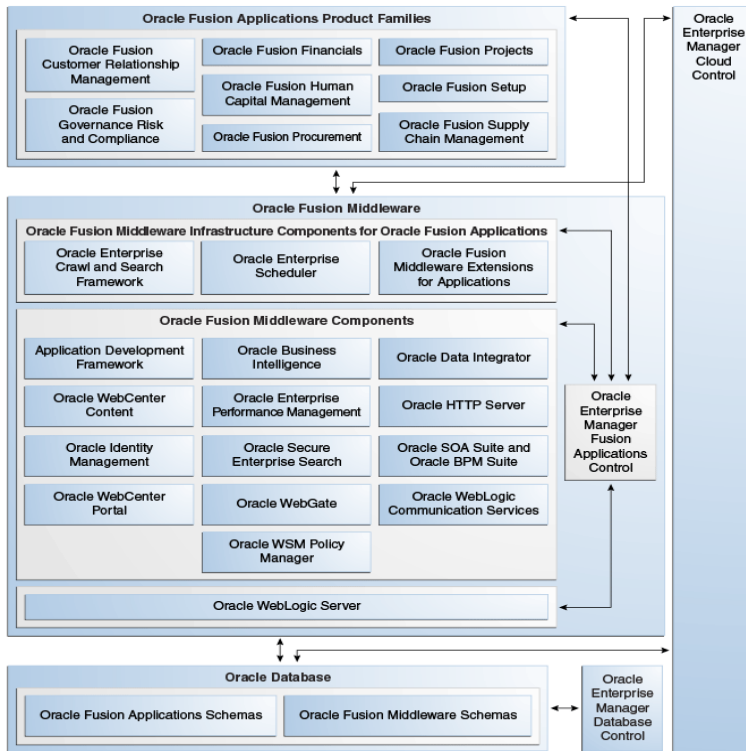 Oracle Fusion Applications Product Families
Oracle Fusion
Customer Relationship
Management
Oracle Fusion Financials
Oracle Fusion Projects
Oracle Fusion Human
Capital Management
Oracle Fusion Setup
Oracle Fusion
Governance Risk
and Compliance
Oracle Fusion Procurement
Oracle Fusion Supply
Chain Management
Oracle
Enterprise
Manager
Cloud
Control
Oracle Fusion Middleware
Oracle Fusion Middleware Infrastructure Components for Oracle Fusion Applications
Oracle Enterprise
Crawl and Search
Framework
Oracle Enterprise
Scheduler
Oracle Fusion
Middleware Extensions
for Applications
Oracle Fusion Middleware Components
Application Development
Framework
Oracle Business
Intelligence
Oracle Data Integrator
Oracle WebCenter
Content
Oracle Enterprise
Performance Management
Oracle HTTP Server
Oracle Identity
Management
Oracle Secure
Enterprise Search
Oracle SOA Suite and
Oracle BPM Suite
Oracle WebCenter
Portal
Oracle WebGate
Oracle WebLogic
Communication Services
Oracle WSM Policy
Manager
Oracle
Enterprise
Manager
Fusion
Applications
Control
Oracle WebLogic Server
Oracle Database
Oracle Fusion Applications Schemas
Oracle Fusion Middleware Schemas
Oracle
Enterprise
Manager
Database
Control